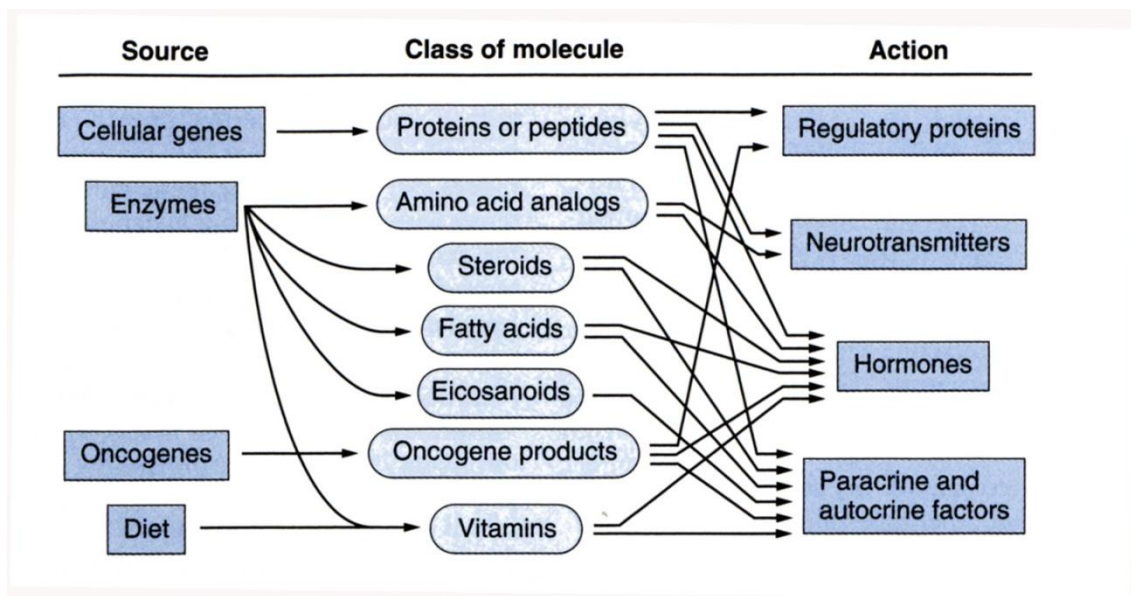 Source
Class of molecule
Action
Cellular genes
Proteins or peptides
Regulatory proteins
Enzymes
Amino acid analogs
Neurotransmitters
Steroids
Fatty acids
Hormones
Eicosanoids
Oncogenes
Oncogene products
Paracrine and
autocrine factors
Diet
Vitamins